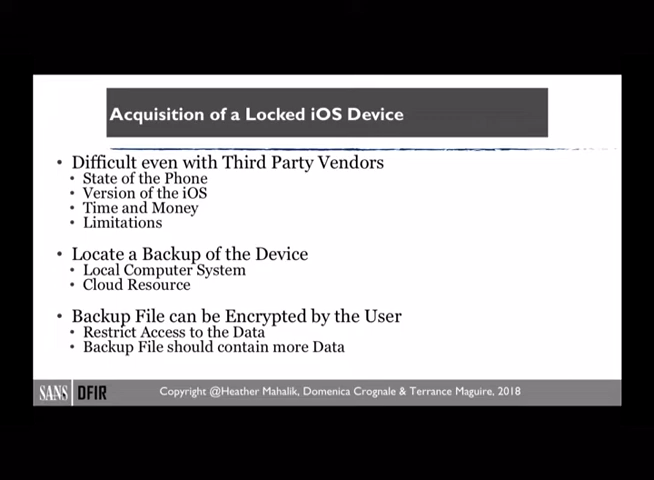 Acquisition of a Locked iOS Device
• Difficult even with Third Party Vendors
• State of the Phone
• Version of the iOS
• Time and Money
• Limitations
• Locate a Backup of the Device
• Local Computer System
• Cloud Resource
• Backup File can be Encrypted by the User
• Restrict Access to the Data
• Backup File should contain more Data
SANS DFIR Copyright @Heather Mahalik, Domenica Crognale & Terrance Maguire, 2018